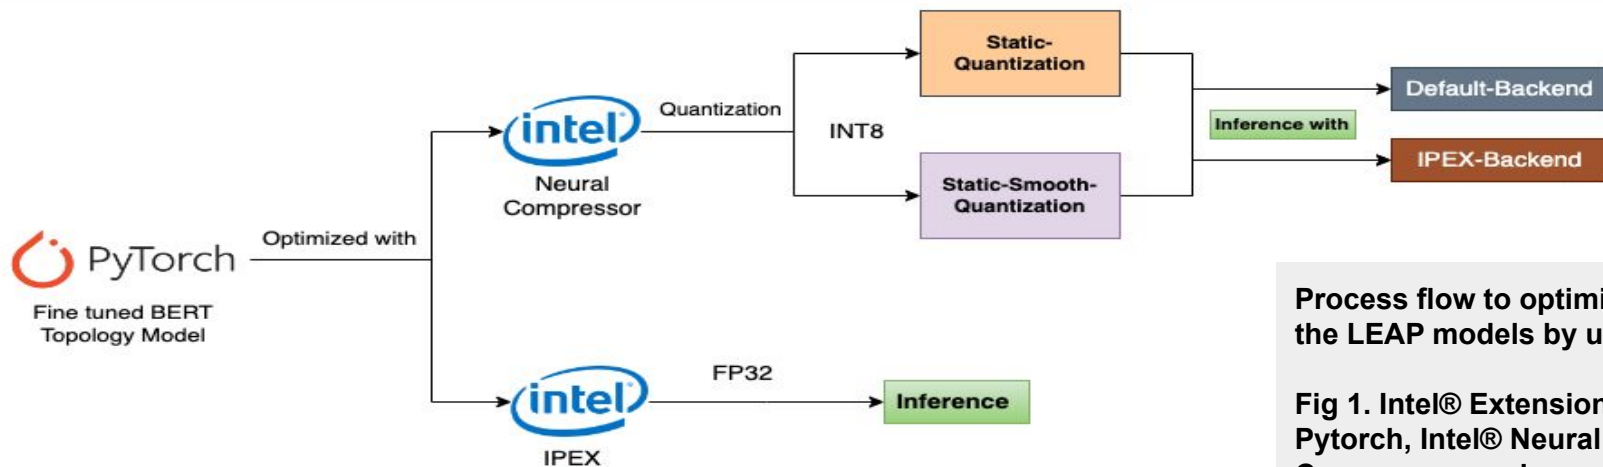 PyTorch
Fine tuned BERT
Topology Model
Optimized with
intel
Neural
Compressor
Quantization
INT8
Static-
Quantization
Static-Smooth-
Quantization
Inference with
Default-Backend
IPEX-Backend
intel
IPEX
FP32
Inference
Process flow to optimi
the LEAP models by u
Fig 1. Intel® Extension
Pytorch, Intel® Neural